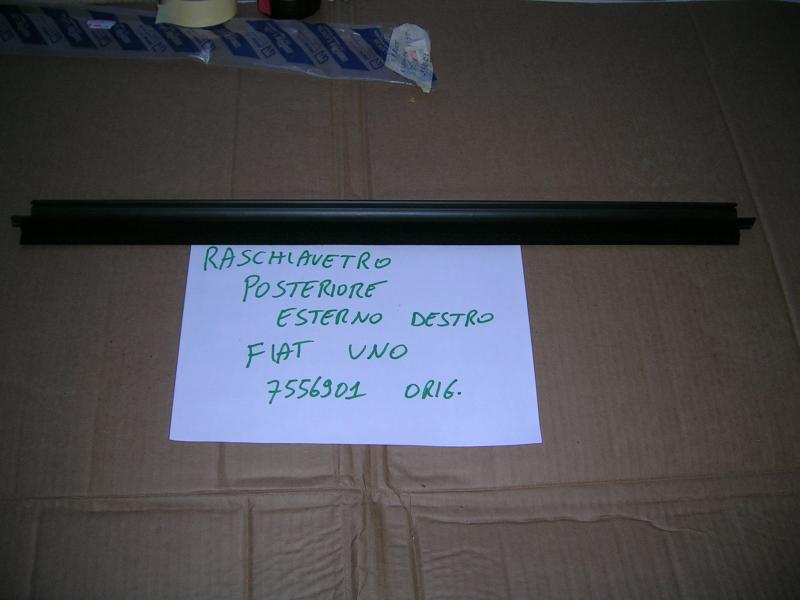 RASCHIAVETRO
POSTERIORE
ESTERNO DESTRO
FIAT UNO
7556901 ORIG.